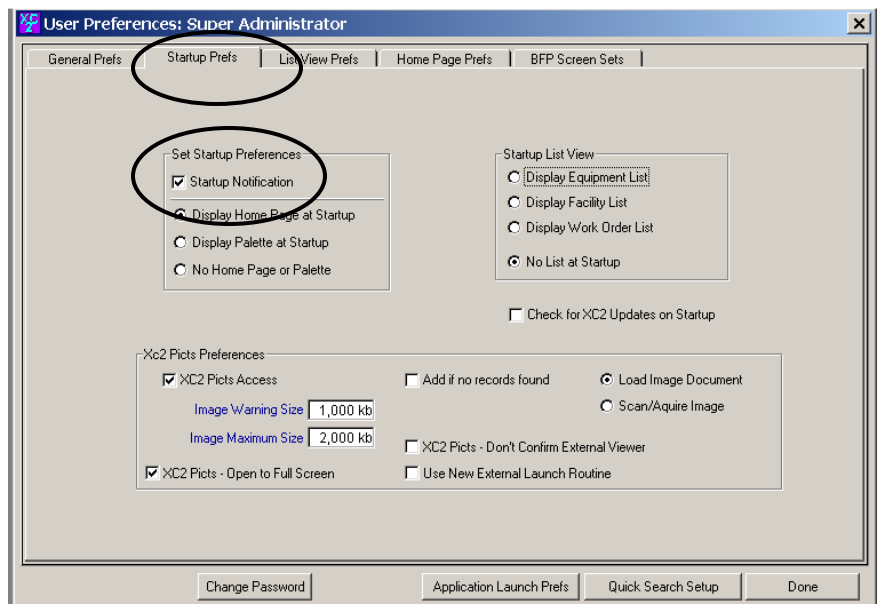 XC2 User Preferences: Super Administrator
General Prefs Startup Prefs List View Prefs Home Page Prefs BFP Screen Sets
Set Startup Preferences
Startup Notification
Display Home Page at Startup
Display Palette at Startup
No Home Page or Palette
Startup List View
Display Equipment List
Display Facility List
Display Work Order List
No List at Startup
Check for XC2 Updates on Startup
Xc2 Picts Preferences
XC2 Picts Access
Image Warning Size 1,000 kb
Image Maximum Size 2,000 kb
XC2 Picts - Open to Full Screen
Add if no records found
XC2 Picts - Don't Confirm External Viewer
Use New External Launch Routine
Load Image Document
Scan/Aquire Image
Change Password Application Launch Prefs Quick Search Setup Done